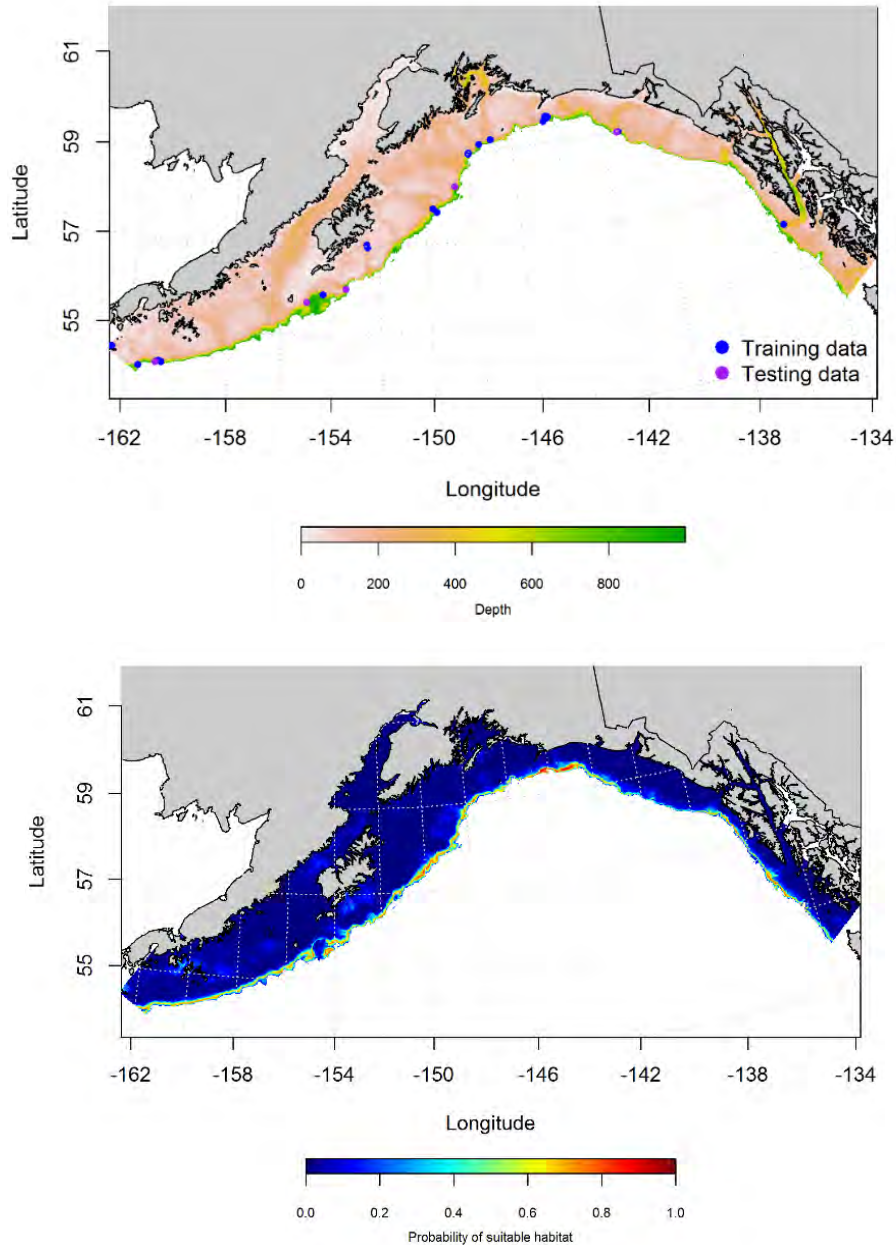 61
59
57
55
Latitude
Training data
Testing data
-162 -158 -154 -150 -146 -142 -138 -134
Longitude
0 200 400 600 800
Depth
61
59
57
55
Latitude
-162 -158 -154 -150 -146 -142 -138 -134
Longitude
0.0 0.2 0.4 0.6 0.8 1.0
Probability of suitable habitat